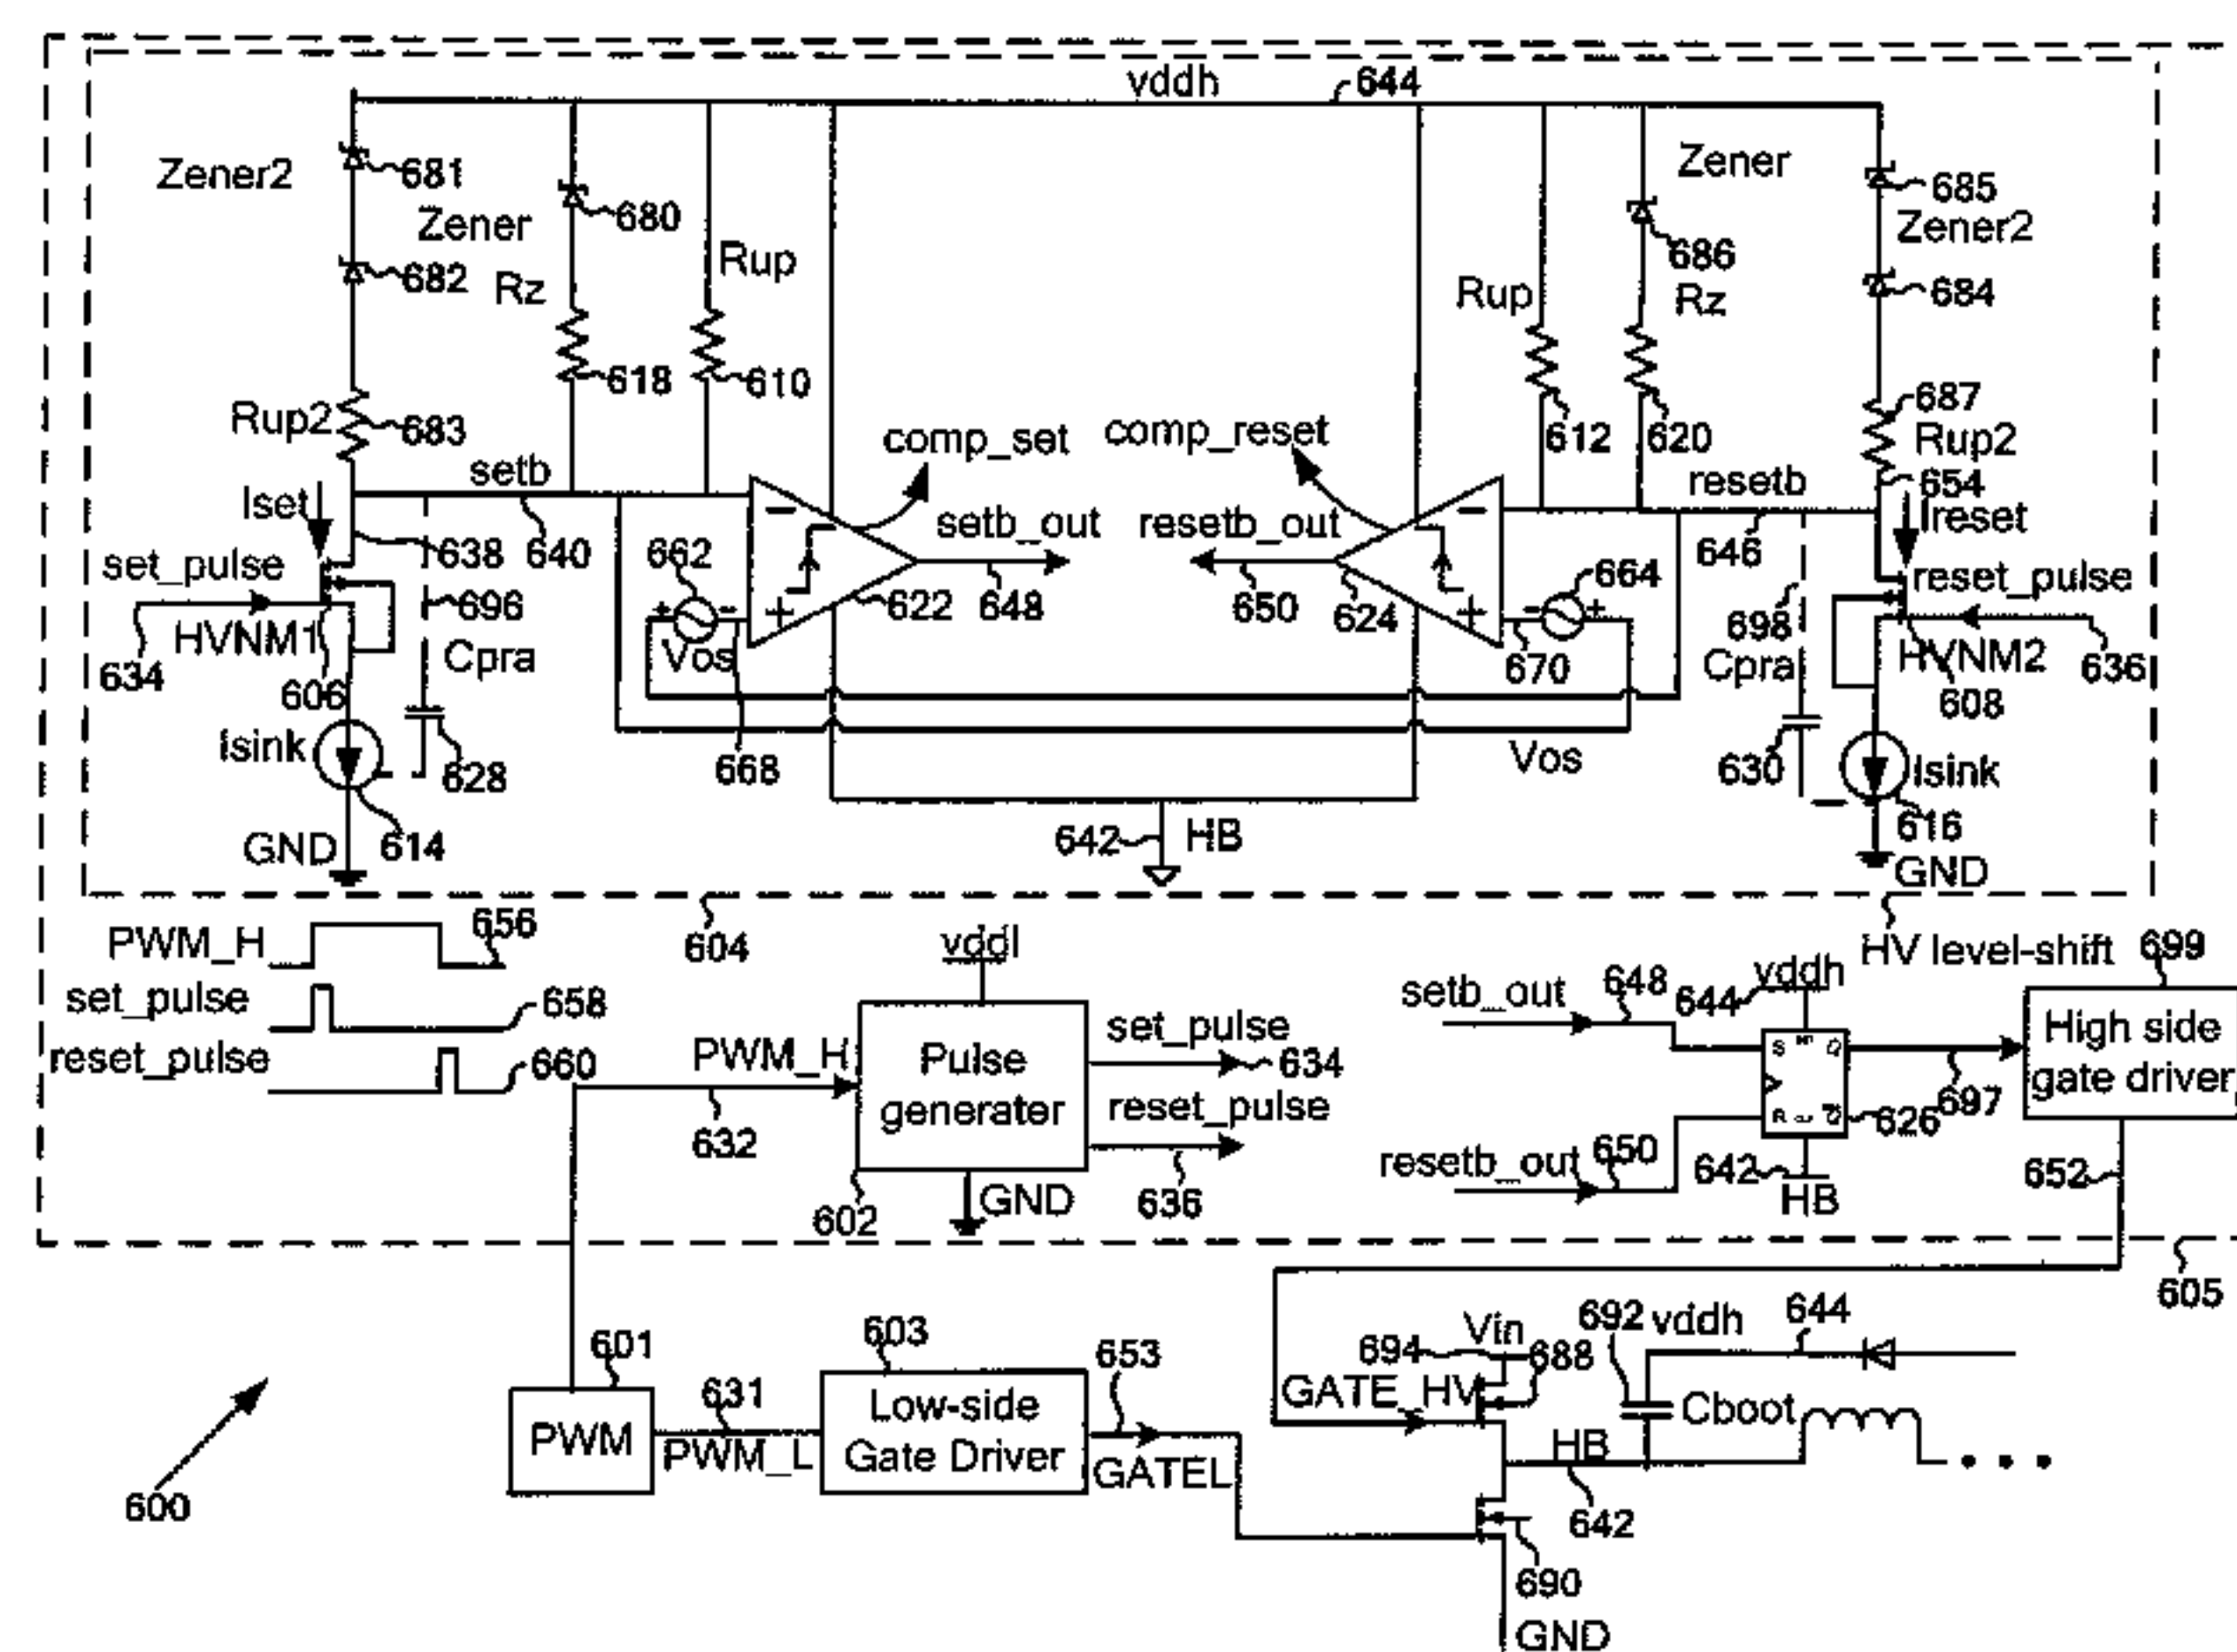 vddh 644
Zener2 681
Zener 680
682 Rz
Rup
618 610
Rup2 683
Zener
685
Zener2
686
Rz
684
Rup
612 620
687
Rup2
654
comp_set comp_reset
setb
Iset
638 640
set_pulse
634 HVNM1
606
696
Cpra
Isink
628
GND 614
662
Vos
668
622
setb_out
648
resetb_out
650
624
664
670
Vos
resetb
646
Ireset
reset_pulse
698
Cpra
HVNM2 636
608
630
Isink
616
GND
642 HB
604
HV level-shift
PWM_H 656
set_pulse 658
reset_pulse 660
vddl
PWM_H
632
Pulse
generater
602
GND
set_pulse
634
reset_pulse
636
setb_out 648
644 vddh
S Q
R
626
697
resetb_out 650
642
HB
699
High side
gate driver
652
605
601
PWM
631
PWM_L
603
Low-side
Gate Driver
653
GATEL
694 Vin
688
GATE_HV
692 vddh 644
Cboot
HB
642
690
GND
600